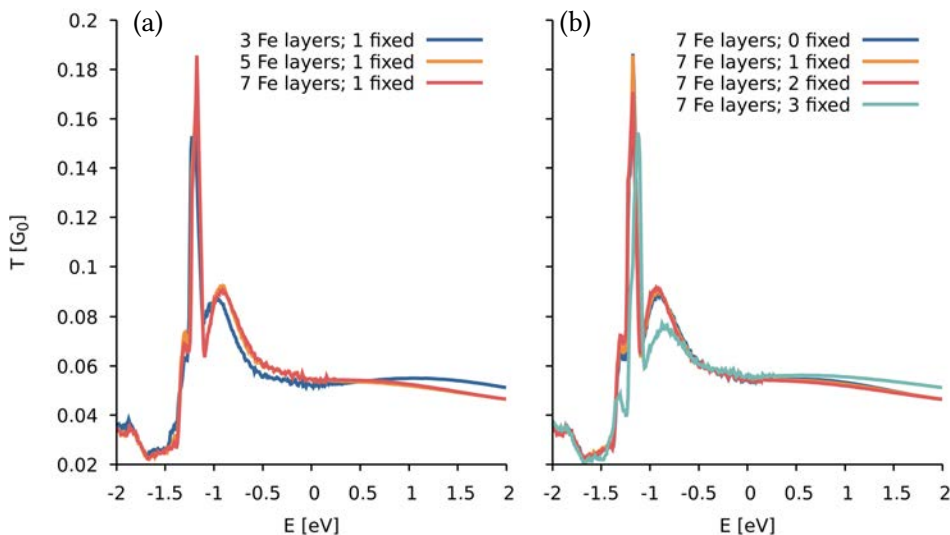 (a)
3 Fe layers; 1 fixed
5 Fe layers; 1 fixed
7 Fe layers; 1 fixed
T [G0]
0.2
0.18
0.16
0.14
0.12
0.1
0.08
0.06
0.04
0.02
-2 -1.5 -1 -0.5 0 0.5 1 1.5 2
E [eV]
(b)
7 Fe layers; 0 fixed
7 Fe layers; 1 fixed
7 Fe layers; 2 fixed
7 Fe layers; 3 fixed
-2 -1.5 -1 -0.5 0 0.5 1 1.5 2
E [eV]